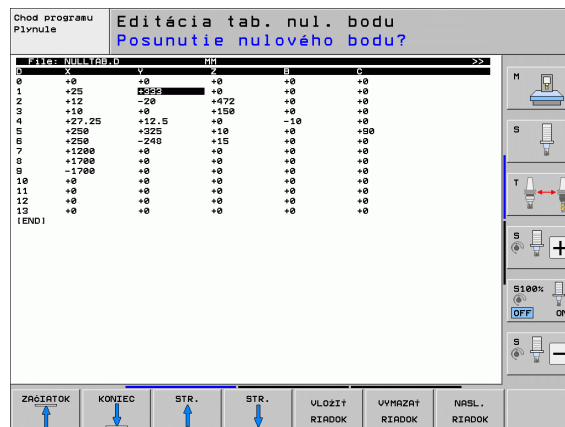 Chod programu
Plynule
Editácia tab. nul. bodu
Posunutie nulového bodu?
File: NULLTAB.D MM >>
D X Y Z B C
0 +0 +0 +0 +0 +0
1 +25 +333 +0 +0 +0
2 +12 -20 +472 +0 +0
3 +10 +0 +150 +0 +0
4 +27.25 +12.5 +0 -10 +0
5 +250 +325 +10 +0 +90
6 +250 -248 +15 +0 +0
7 +1200 +0 +0 +0 +0
8 +1700 +0 +0 +0 +0
9 -1700 +0 +0 +0 +0
10 +0 +0 +0 +0 +0
11 +0 +0 +0 +0 +0
12 +0 +0 +0 +0 +0
13 +0 +0 +0 +0 +0
[END]
M
S
T
S
+
S100%
OFF
S
−
ZAČIATOK
KONIEC
STR.
STR.
VLOŽIŤ
RIADOK
VYMAZAŤ
RIADOK
NASL.
RIADOK